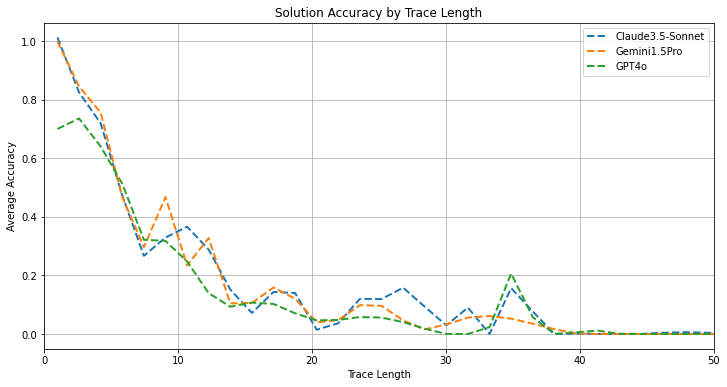 Solution Accuracy by Trace Length
Claude3.5-Sonnet
Gemini1.5Pro
GPT4o
Average Accuracy
1.0
0.8
0.6
0.4
0.2
0.0
0 10 20 30 40 50
Trace Length